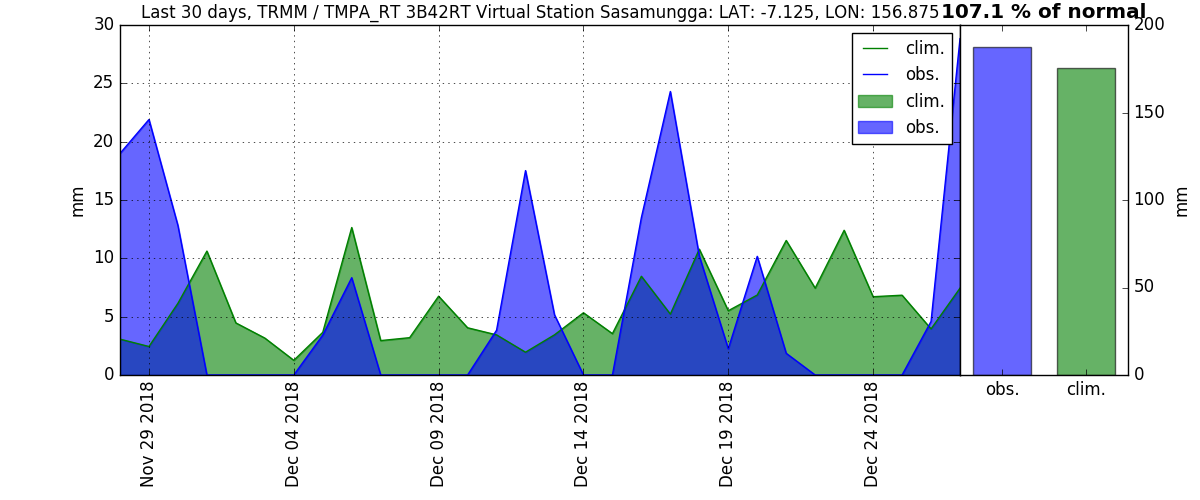 Last 30 days, TRMM / TMPA_RT 3B42RT Virtual Station Sasamungga: LAT: -7.125, LON: 156.875
107.1 % of normal
30
25
20
15
10
5
0
mm
clim.
obs.
clim.
obs.
200
150
100
50
0
mm
obs.
clim.
Nov 29 2018
Dec 04 2018
Dec 09 2018
Dec 14 2018
Dec 19 2018
Dec 24 2018